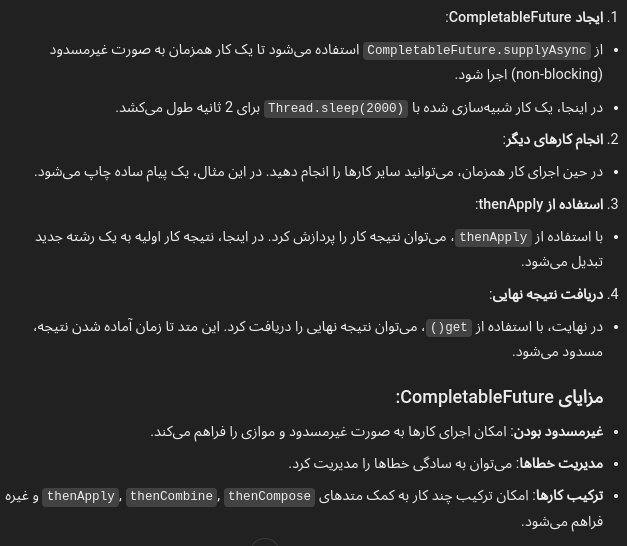 1. ایجاد CompletableFuture:
• از CompletableFuture.supplyAsync استفاده می‌شود تا یک کار همزمان به صورت غیرمسدود
(non-blocking) اجرا شود.
• در اینجا، یک کار شبیه‌سازی شده با Thread.sleep(2000) برای 2 ثانیه طول می‌کشد.
2. انجام کارهای دیگر:
• در حین اجرای کار همزمان، می‌توانید سایر کارها را انجام دهید. در این مثال، یک پیام ساده چاپ می‌شود.
3. استفاده از thenApply:
• با استفاده از thenApply، می‌توان نتیجه کار را پردازش کرد. در اینجا، نتیجه کار اولیه به یک رشته جدید
تبدیل می‌شود.
4. دریافت نتیجه نهایی:
• در نهایت، با استفاده از get()، می‌توان نتیجه نهایی را دریافت کرد. این متد تا زمان آماده شدن نتیجه،
مسدود می‌شود.
مزایای CompletableFuture:
• غیرمسدود بودن: امکان اجرای کارها به صورت غیرمسدود و موازی را فراهم می‌کند.
• مدیریت خطاها: می‌توان به سادگی خطاها را مدیریت کرد.
• ترکیب کارها: امکان ترکیب چند کار به کمک متدهای thenApply, thenCombine, thenCompose و غیره
فراهم می‌شود.